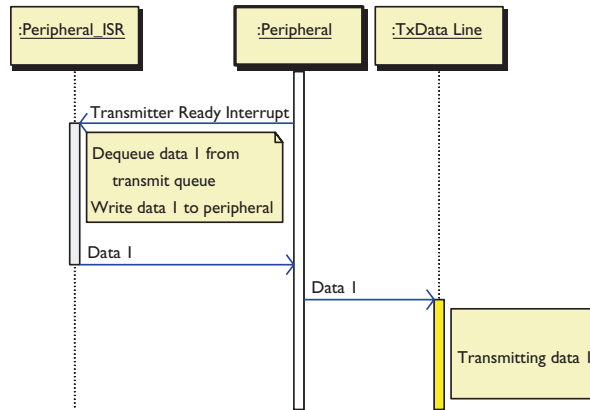 :Peripheral_ISR
:Peripheral
:TxData Line
Transmitter Ready Interrupt
Dequeue data 1 from
transmit queue
Write data 1 to peripheral
Data 1
Data 1
Transmitting data 1